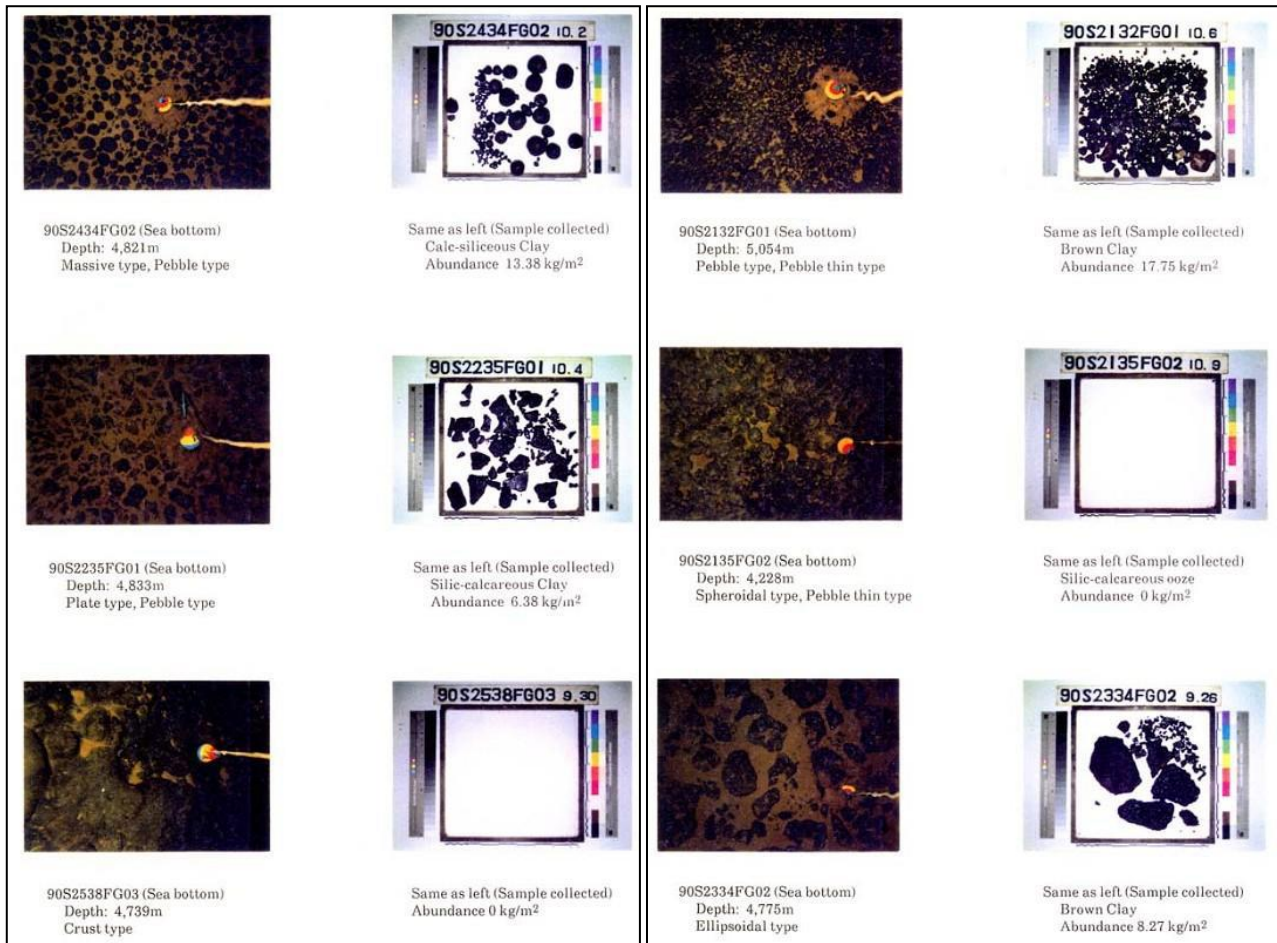 90S2434FG02 10.2
90S2434FG02 (Sea bottom)
Depth: 4,821m
Massive type, Pebble type
Same as left (Sample collected)
Calc-siliceous Clay
Abundance 13.38 kg/m²
90S2235FG01 10.4
90S2235FG01 (Sea bottom)
Depth: 4,833m
Plate type, Pebble type
Same as left (Sample collected)
Silic-calcareous Clay
Abundance 6.38 kg/m²
90S2538FG03 9.30
90S2538FG03 (Sea bottom)
Depth: 4,739m
Crust type
Same as left (Sample collected)
Abundance 0 kg/m²
90S2132FG01 10.6
90S2132FG01 (Sea bottom)
Depth: 5,054m
Pebble type, Pebble thin type
Same as left (Sample collected)
Brown Clay
Abundance 17.75 kg/m²
90S2135FG02 10.9
90S2135FG02 (Sea bottom)
Depth: 4,228m
Spheroidal type, Pebble thin type
Same as left (Sample collected)
Silic-calcareous ooze
Abundance 0 kg/m²
90S2334FG02 9.26
90S2334FG02 (Sea bottom)
Depth: 4,775m
Ellipsoidal type
Same as left (Sample collected)
Brown Clay
Abundance 8.27 kg/m²